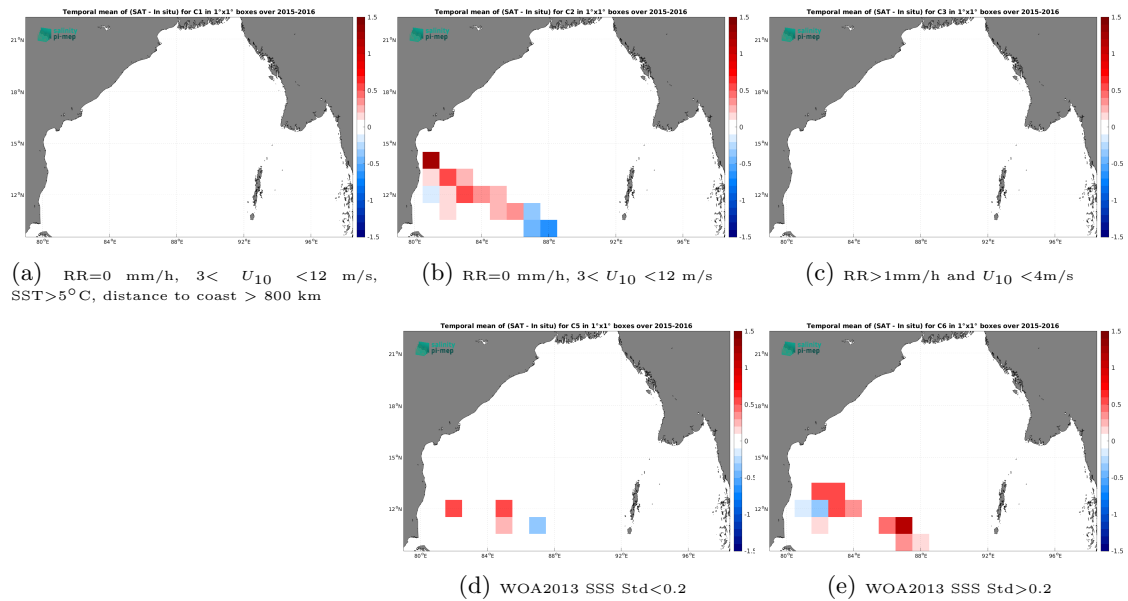 Temporal mean of (SAT - In situ) for C1 in 1°x1° boxes over 2015-2016
pi-mep
21°N
18°N
15°N
12°N
80°E 84°E 88°E 92°E 96°E
1.5
1
0.5
0
-0.5
-1
-1.5
(a) RR=0 mm/h, 3< U10 <12 m/s,
SST>5°C, distance to coast > 800 km
Temporal mean of (SAT - In situ) for C2 in 1°x1° boxes over 2015-2016
pi-mep
21°N
18°N
15°N
12°N
80°E 84°E 88°E 92°E 96°E
1.5
1
0.5
0
-0.5
-1
-1.5
(b) RR=0 mm/h, 3< U10 <12 m/s
Temporal mean of (SAT - In situ) for C3 in 1°x1° boxes over 2015-2016
pi-mep
21°N
18°N
15°N
12°N
80°E 84°E 88°E 92°E 96°E
1.5
1
0.5
0
-0.5
-1
-1.5
(c) RR>1mm/h and U10 <4m/s
Temporal mean of (SAT - In situ) for C5 in 1°x1° boxes over 2015-2016
pi-mep
21°N
18°N
15°N
12°N
80°E 84°E 88°E 92°E 96°E
1.5
1
0.5
0
-0.5
-1
-1.5
(d) WOA2013 SSS Std<0.2
Temporal mean of (SAT - In situ) for C6 in 1°x1° boxes over 2015-2016
pi-mep
21°N
18°N
15°N
12°N
80°E 84°E 88°E 92°E 96°E
1.5
1
0.5
0
-0.5
-1
-1.5
(e) WOA2013 SSS Std>0.2